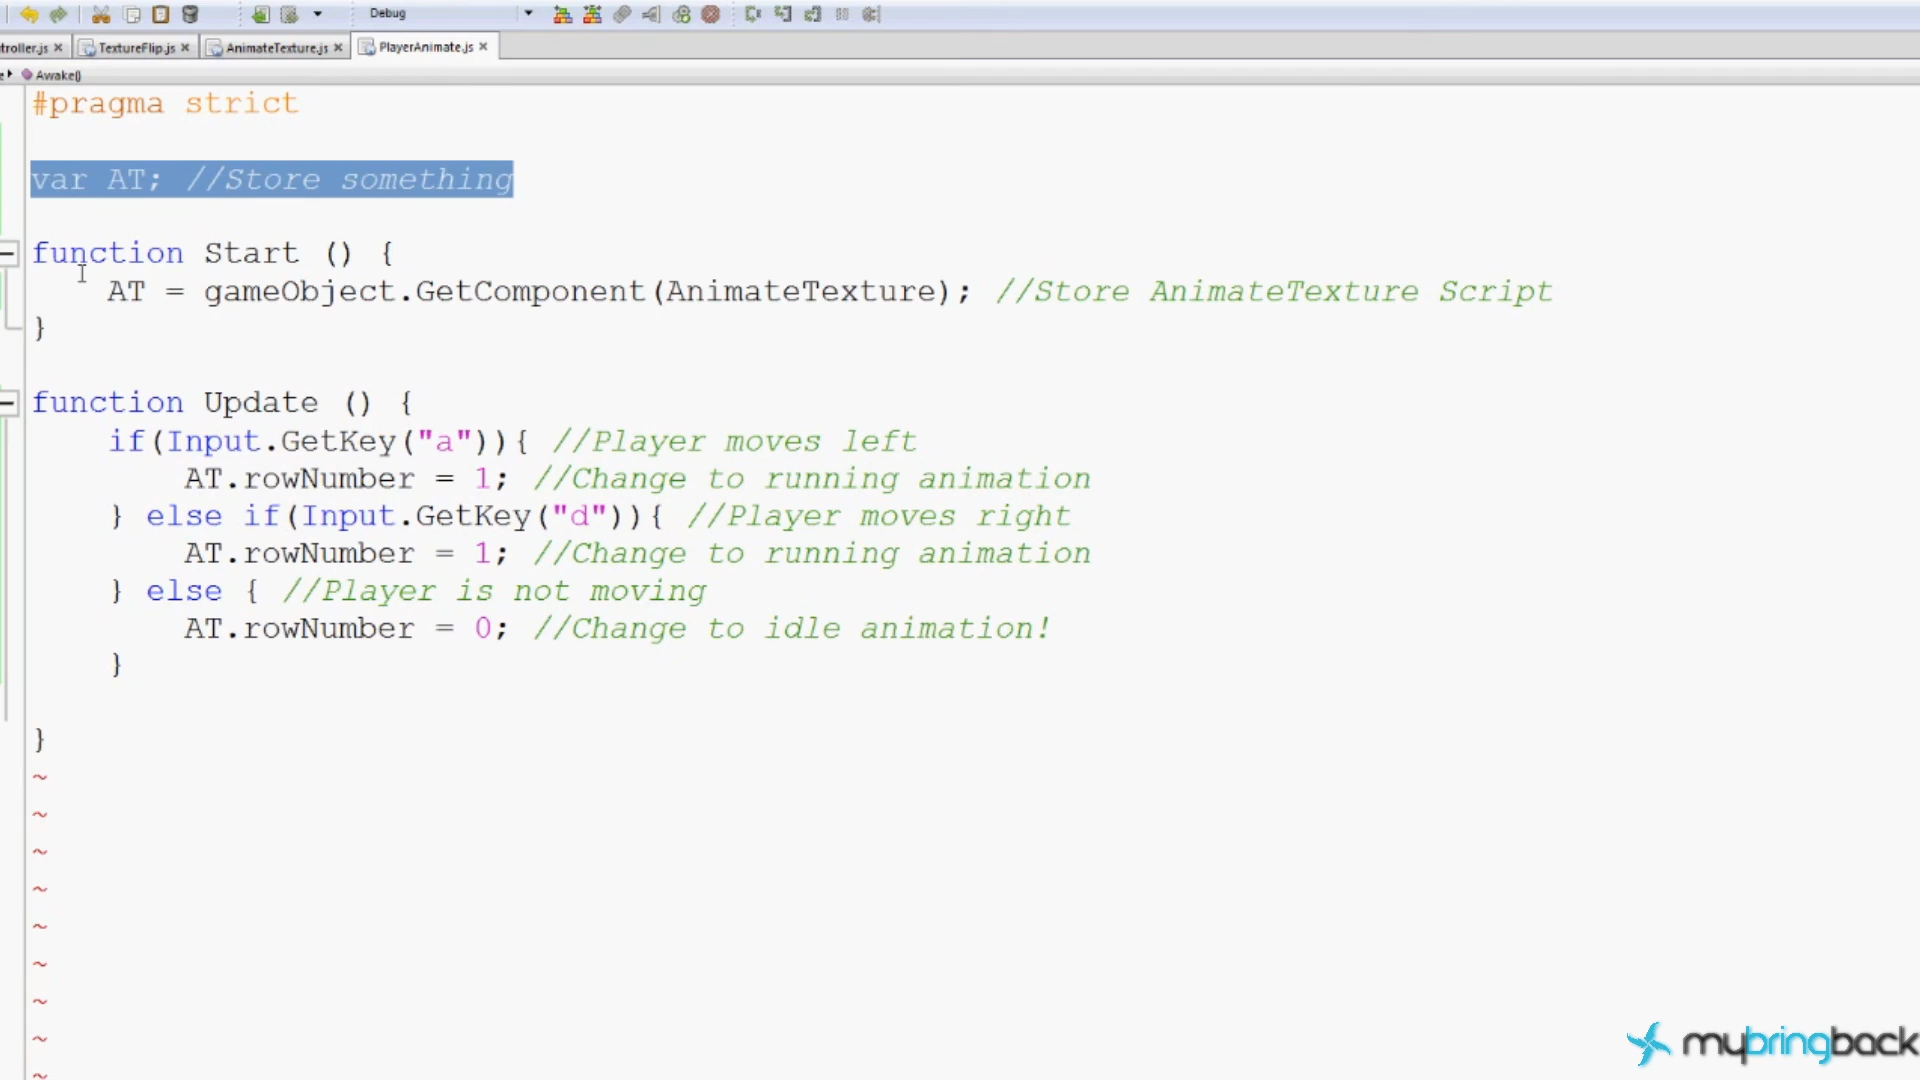 Debug
troller.js TextureFlip.js AnimateTexture.js PlayerAnimate.js
e Awake()
#pragma strict
var AT; //Store something
function Start () {
AT = gameObject.GetComponent(AnimateTexture); //Store AnimateTexture Script
}
function Update () {
if(Input.GetKey("a")){ //Player moves left
AT.rowNumber = 1; //Change to running animation
} else if(Input.GetKey("d")){ //Player moves right
AT.rowNumber = 1; //Change to running animation
} else { //Player is not moving
AT.rowNumber = 0; //Change to idle animation!
}
}
~
~
~
~
~
~
~
~
~
mybringback